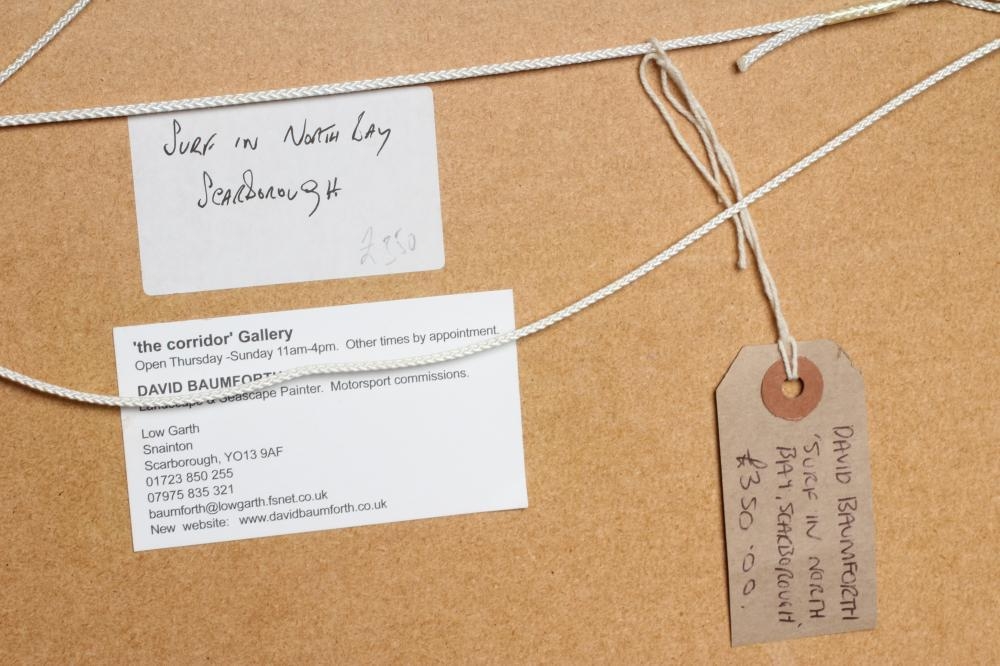 Surf in North Bay
Scarborough
£350
'the corridor' Gallery
Open Thursday -Sunday 11am-4pm. Other times by appointment.
DAVID BAUMFORTH
Landscape & Seascape Painter. Motorsport commissions.
Low Garth
Snainton
Scarborough, YO13 9AF
01723 850 255
07975 835 321
baumforth@lowgarth.fsnet.co.uk
New website: www.davidbaumforth.co.uk
DAVID BAUMFORTH
'SURF IN NORTH
BAY, SCARBOROUGH'
£350.00.